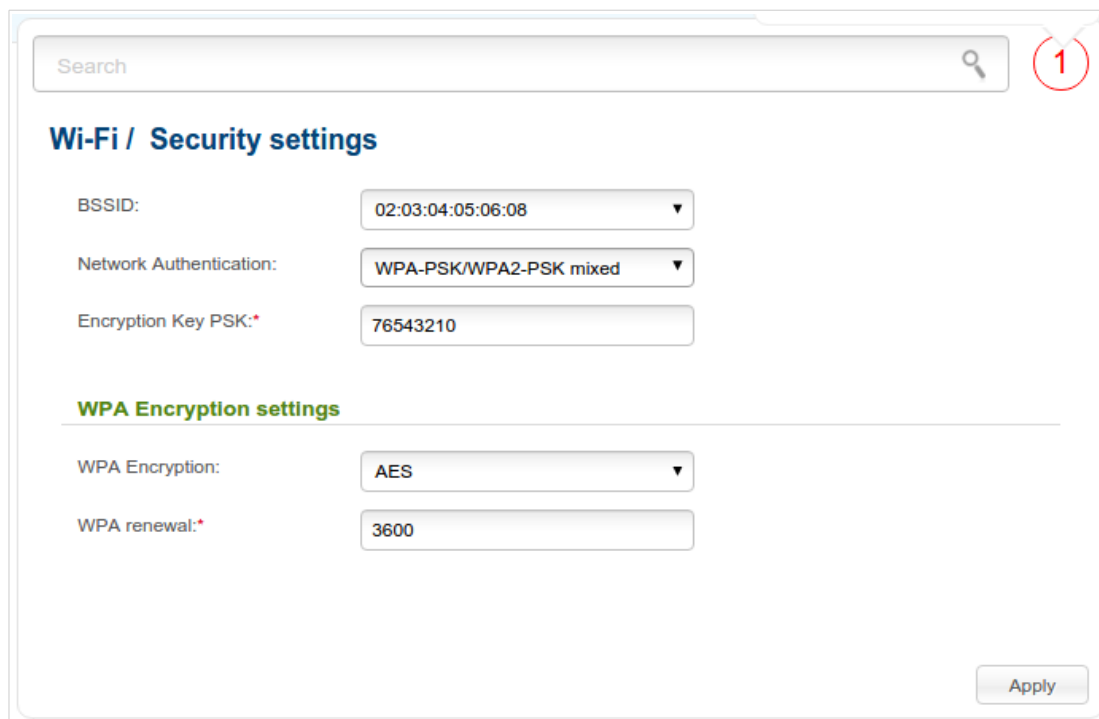 Search
1
Wi-Fi / Security settings
BSSID: 02:03:04:05:06:08
Network Authentication: WPA-PSK/WPA2-PSK mixed
Encryption Key PSK:* 76543210
WPA Encryption settings
WPA Encryption: AES
WPA renewal:* 3600
Apply